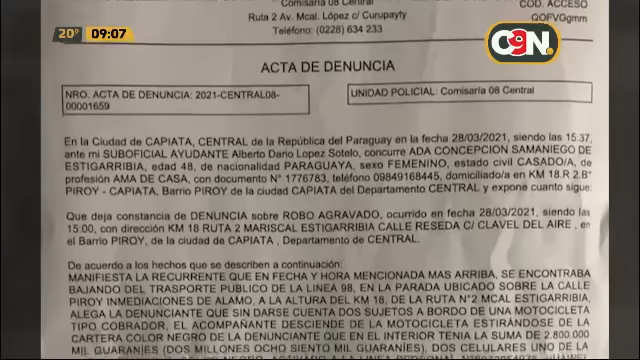 Comisaria 08 Central
Ruta 2 Av. Mcal. López c/ Curupayty
Teléfono: (0228) 634 233
COD. ACCESO
QOFVGgmm
20°
09:07
C9N.
ACTA DE DENUNCIA
NRO. ACTA DE DENUNCIA: 2021-CENTRAL08-
00001659
UNIDAD POLICIAL: Comisaría 08 Central
En la Ciudad de CAPIATA, CENTRAL de la República del Paraguay en la fecha 28/03/2021, siendo las 15:37,
ante mi SUBOFICIAL AYUDANTE Alberto Dario Lopez Sotelo, concurre ADA CONCEPCION SAMANIEGO DE
ESTIGARRIBIA, edad 48, de nacionalidad PARAGUAYA, sexo FEMENINO, estado civil CASADO/A, de
profesión AMA DE CASA, con documento N° 1776783, teléfono 09849168445, domiciliado/a en KM 18.R 2.B°
PIROY - CAPIATA, Barrio PIROY de la ciudad CAPIATA del Departamento CENTRAL y expone cuanto sigue:
Que deja constancia de DENUNCIA sobre ROBO AGRAVADO, ocurrido en fecha 28/03/2021, siendo las
15:00, con dirección KM 18 RUTA 2 MARISCAL ESTIGARRIBIA CALLE RESEDA C/ CLAVEL DEL AIRE , en
el Barrio PIROY, de la ciudad de CAPIATA , Departamento de CENTRAL.
De acuerdo a los hechos que se describen a continuación:
MANIFIESTA LA RECURRENTE QUE EN FECHA Y HORA MENCIONADA MAS ARRIBA, SE ENCONTRABA
BAJANDO DEL TRASPORTE PUBLICO DE LA LINEA 98, EN LA PARADA UBICADO SOBRE LA CALLE
PIROY INMEDIACIONES DE ALAMO, A LA ALTURA DEL KM 18, DE LA RUTA N°2 MCAL ESTIGARRIBIA,
ALEGA LA DENUNCIANTE QUE SIN DARSE CUENTA DOS SUJETOS A BORDO DE UNA MOTOCICLETA
TIPO COBRADOR, EL ACOMPAÑANTE DESCIENDE DE LA MOTOCICLETA ESTIRÁNDOSE DE LA
CARTERA COLOR NEGRO DE LA DENUNCIANTE QUE EN EL INTERIOR TENIA LA SUMA DE 2.800.000
MIL GUARANÍES (DOS MILLONES OCHO SIENTO MIL GUARANÍES), DOS CELULARES UNO DE LA